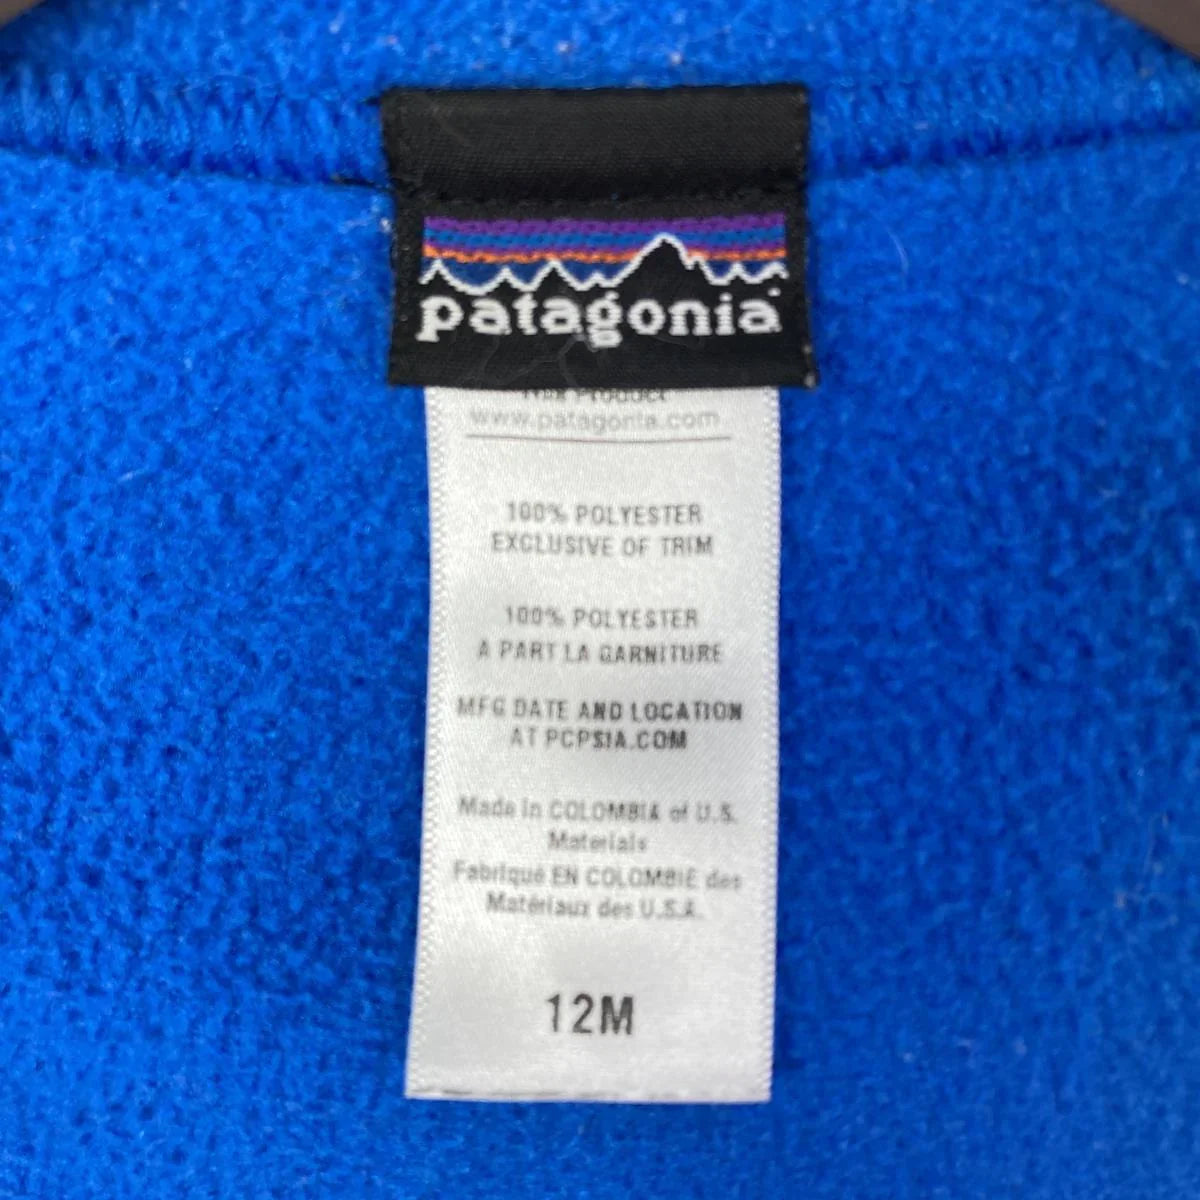 patagonia
Product
www.patagonia.com
100% POLYESTER
EXCLUSIVE OF TRIM
100% POLYESTER
A PART LA GARNITURE
MFG DATE AND LOCATION
AT PCPSIA.COM
Made in COLOMBIA of U.S.
Materials
Fabriqué EN COLOMBIE des
Matériaux des U.S.A.
12M